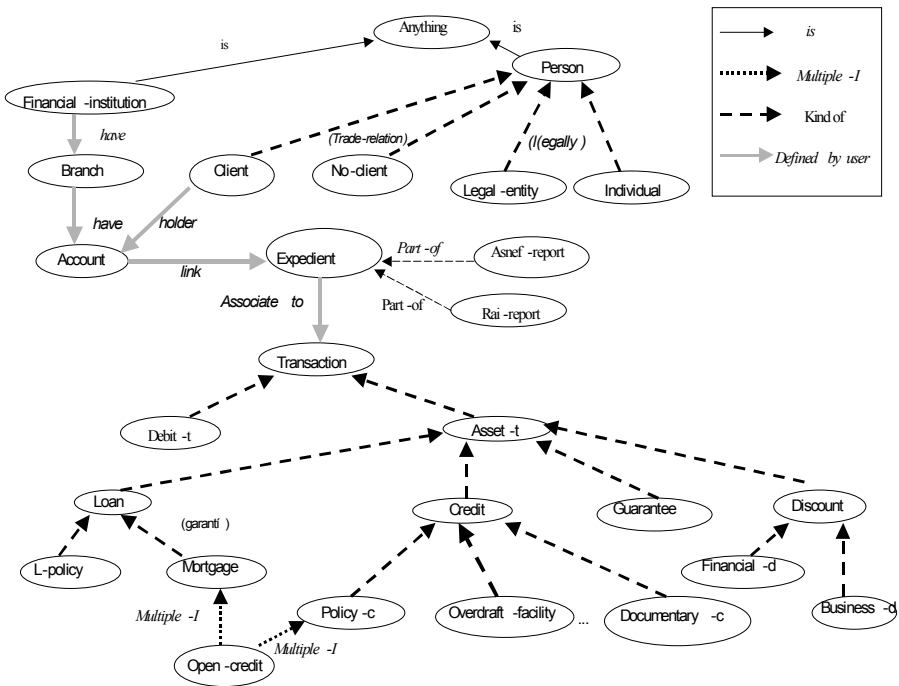 Anything
is
is
is
Person
Multiple -I
Financial -institution
Kind of
have
(Trade-relation)
(l(egally )
Defined by user
Branch
Client
No-client
Legal -entity
Individual
have
holder
Account
link
Expedient
Part -of
Asnef -report
Associate to
Part -of
Rai -report
Transaction
Debit -t
Asset -t
Loan
Credit
Guarantee
Discount
(garantí )
L-policy
Mortgage
Financial -d
Multiple -I
Policy -c
Overdraft -facility
...
Documentary -c
Business -d
Open -credit
Multiple -I